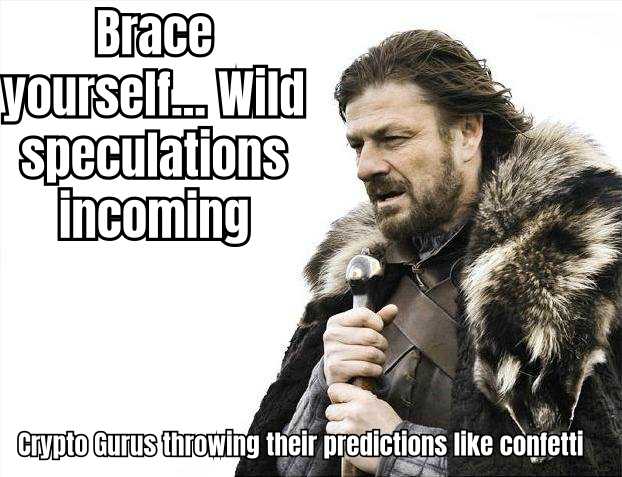 Brace
yourself... Wild
speculations
incoming
Crypto Gurus throwing their predictions like confetti